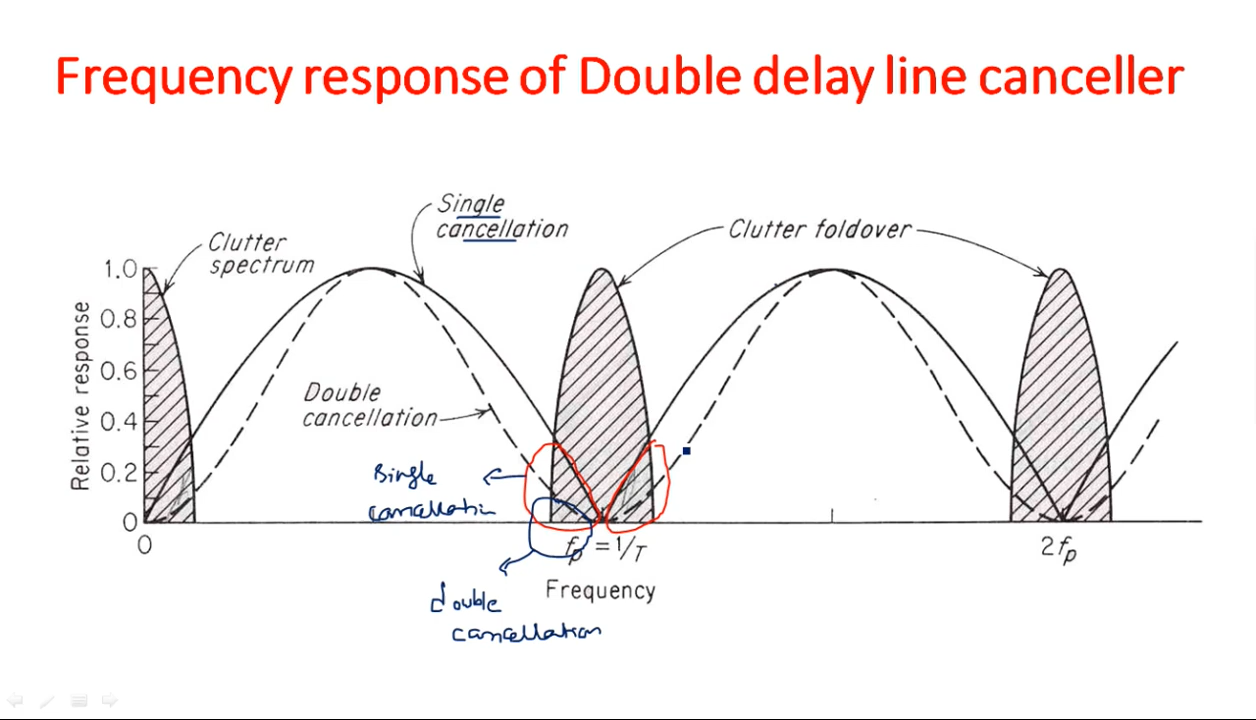 Frequency response of Double delay line canceller
Single
cancellation
Clutter
spectrum
Clutter foldover
1.0
0.8
0.6
0.4
0.2
0
Relative response
Double
cancellation
Single
cancellation
0
fp = 1/T
2fp
Frequency
double
cancellation